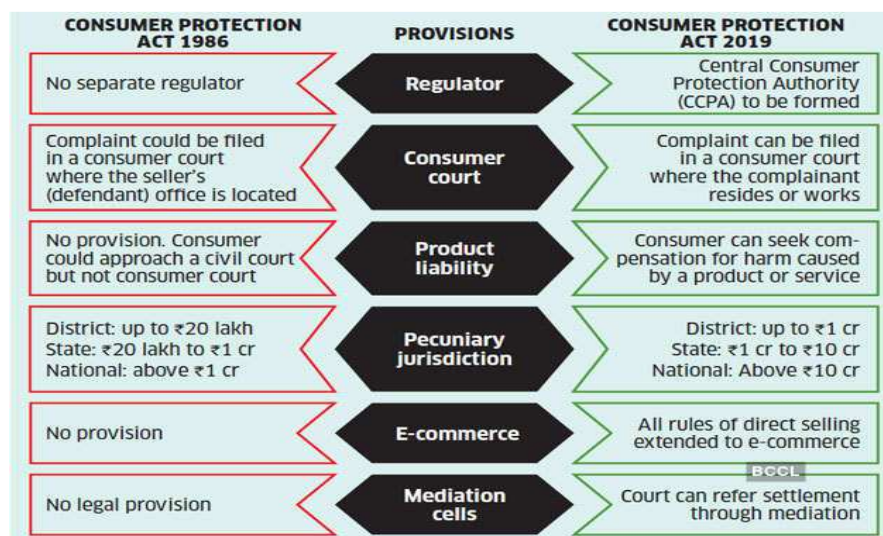 CONSUMER PROTECTION
ACT 1986
PROVISIONS
CONSUMER PROTECTION
ACT 2019
No separate regulator
Regulator
Central Consumer
Protection Authority
(CCPA) to be formed
Complaint could be filed
in a consumer court
where the seller's
(defendant) office is located
Consumer
court
Complaint can be filed
in a consumer court
where the complainant
resides or works
No provision. Consumer
could approach a civil court
but not consumer court
Product
liability
Consumer can seek com-
pensation for harm caused
by a product or service
District: up to ₹20 lakh
State: ₹20 lakh to ₹1 cr
National: above ₹1 cr
Pecuniary
jurisdiction
District: up to ₹1 cr
State: ₹1 cr to ₹10 cr
National: Above ₹10 cr
No provision
E-commerce
All rules of direct selling
extended to e-commerce
BCCL
No legal provision
Mediation
cells
Court can refer settlement
through mediation